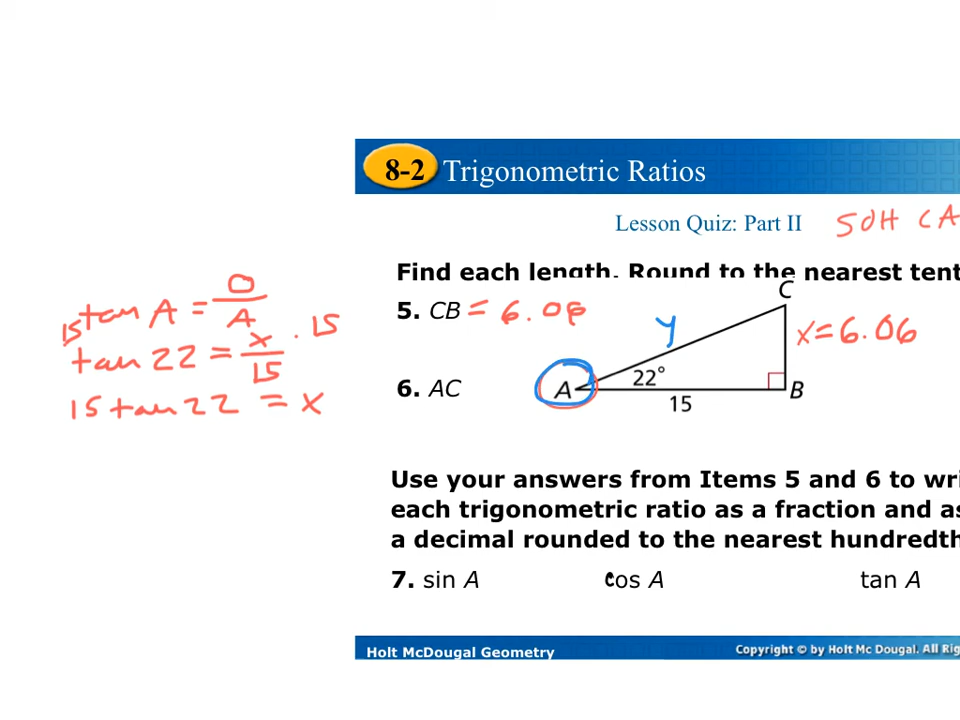 8-2 Trigonometric Ratios
Lesson Quiz: Part II
SOH CA
Find each length. Round to the nearest tent
5. CB = 6.06
6. AC
C
y
x=6.06
A
22°
B
15
tan A = O/A
15 tan 22 = x/15 · 15
15 tan 22 = x
Use your answers from Items 5 and 6 to wri
each trigonometric ratio as a fraction and as
a decimal rounded to the nearest hundredth
7. sin A cos A tan A
Holt McDougal Geometry
Copyright © by Holt Mc Dougal. All Rig